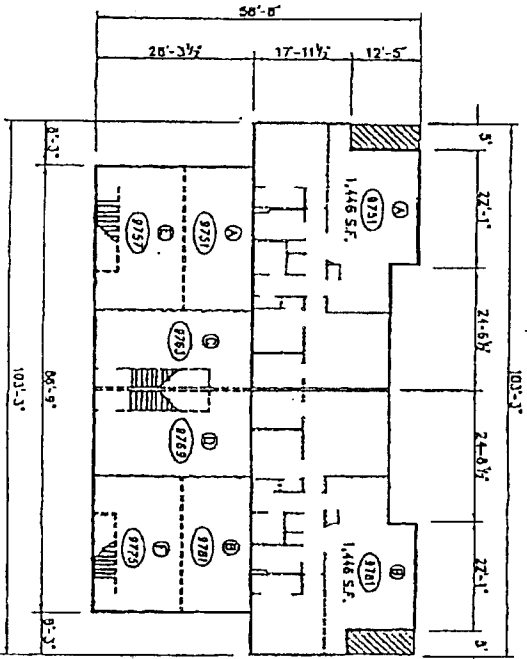 58'-8"
28'-3½"
17'-11½"
12'-5"
8'-3"
5'
22'-1"
24-6½"
24-8½"
22'-1"
5'
103'-3"
103'-3"
86'-9"
8'-3"
A
9751
1,446 S.F.
A
9751
E
9757
C
9763
D
9769
B
9781
F
9775
B
9781
1,446 S.F.